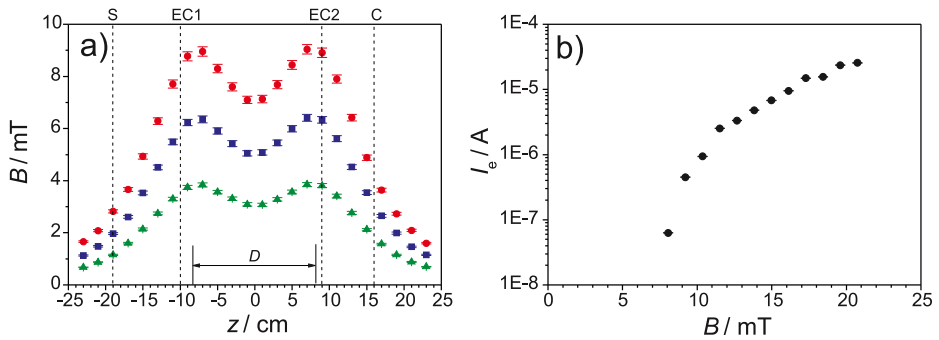 S EC1 EC2 C
a)
10
8
6
4
2
0
B / mT
D
-25 -20 -15 -10 -5 0 5 10 15 20 25
z / cm
b)
1E-4
1E-5
1E-6
1E-7
1E-8
I_e / A
0 5 10 15 20 25
B / mT